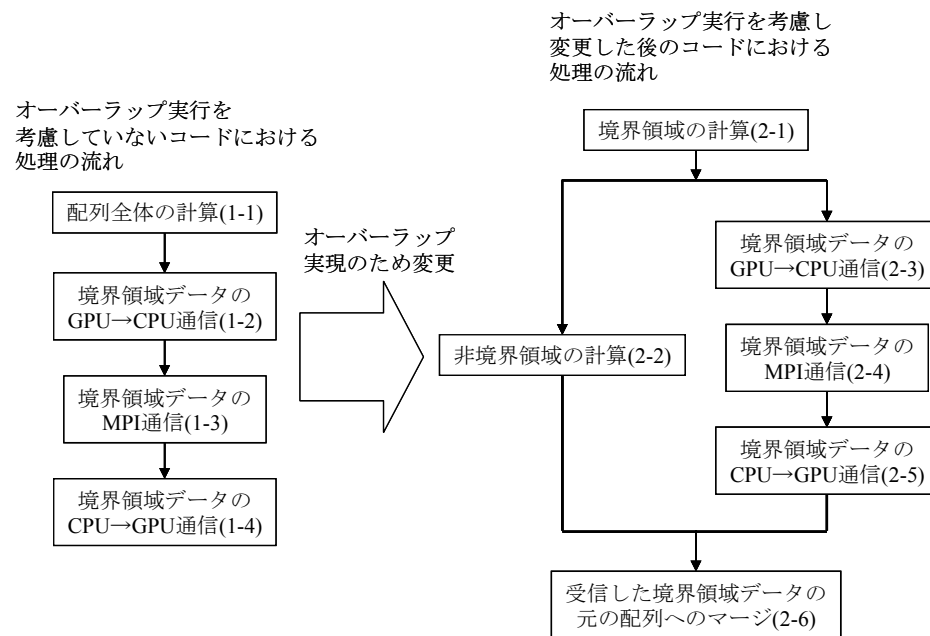 オーバーラップ実行を
考慮していないコードにおける
処理の流れ
配列全体の計算(1-1)
境界領域データの
GPU→CPU通信(1-2)
境界領域データの
MPI通信(1-3)
境界領域データの
CPU→GPU通信(1-4)
オーバーラップ
実現のため変更
オーバーラップ実行を考慮し
変更した後のコードにおける
処理の流れ
境界領域の計算(2-1)
非境界領域の計算(2-2)
境界領域データの
GPU→CPU通信(2-3)
境界領域データの
MPI通信(2-4)
境界領域データの
CPU→GPU通信(2-5)
受信した境界領域データの
元の配列へのマージ(2-6)